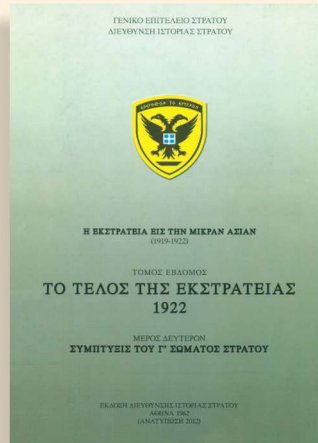 ΓΕΝΙΚΟ ΕΠΙΤΕΛΕΙΟ ΣΤΡΑΤΟΥ
ΔΙΕΥΘΥΝΣΗ ΙΣΤΟΡΙΑΣ ΣΤΡΑΤΟΥ
Η ΕΚΣΤΡΑΤΕΙΑ ΕΙΣ ΤΗΝ ΜΙΚΡΑΝ ΑΣΙΑΝ
(1919-1922)
ΤΟΜΟΣ ΕΒΔΟΜΟΣ
ΤΟ ΤΕΛΟΣ ΤΗΣ ΕΚΣΤΡΑΤΕΙΑΣ
1922
ΜΕΡΟΣ ΔΕΥΤΕΡΟΝ
ΣΥΜΠΤΥΞΙΣ ΤΟΥ Γ' ΣΩΜΑΤΟΣ ΣΤΡΑΤΟΥ
ΕΚΔΟΣΗ ΔΙΕΥΘΥΝΣΗΣ ΙΣΤΟΡΙΑΣ ΣΤΡΑΤΟΥ
ΑΘΗΝΑ 1962
(ΑΝΑΤΥΠΩΣΗ 2012)